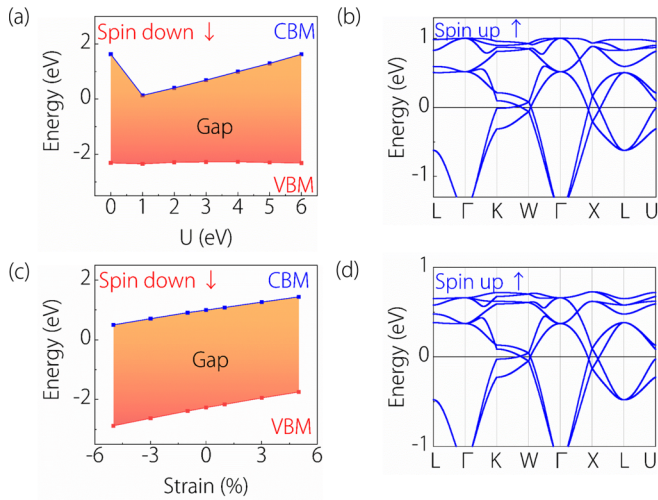 (a)
Spin down ↓ CBM
Energy (eV)
2
0
-2
Gap
VBM
0 1 2 3 4 5 6
U (eV)
(b)
Spin up ↑
Energy (eV)
1
0
-1
L Γ K W Γ X L U
(c)
Spin down ↓ CBM
Energy (eV)
2
0
-2
-4
Gap
VBM
-6 -3 0 3 6
Strain (%)
(d)
Spin up ↑
Energy (eV)
1
0
-1
L Γ K W Γ X L U